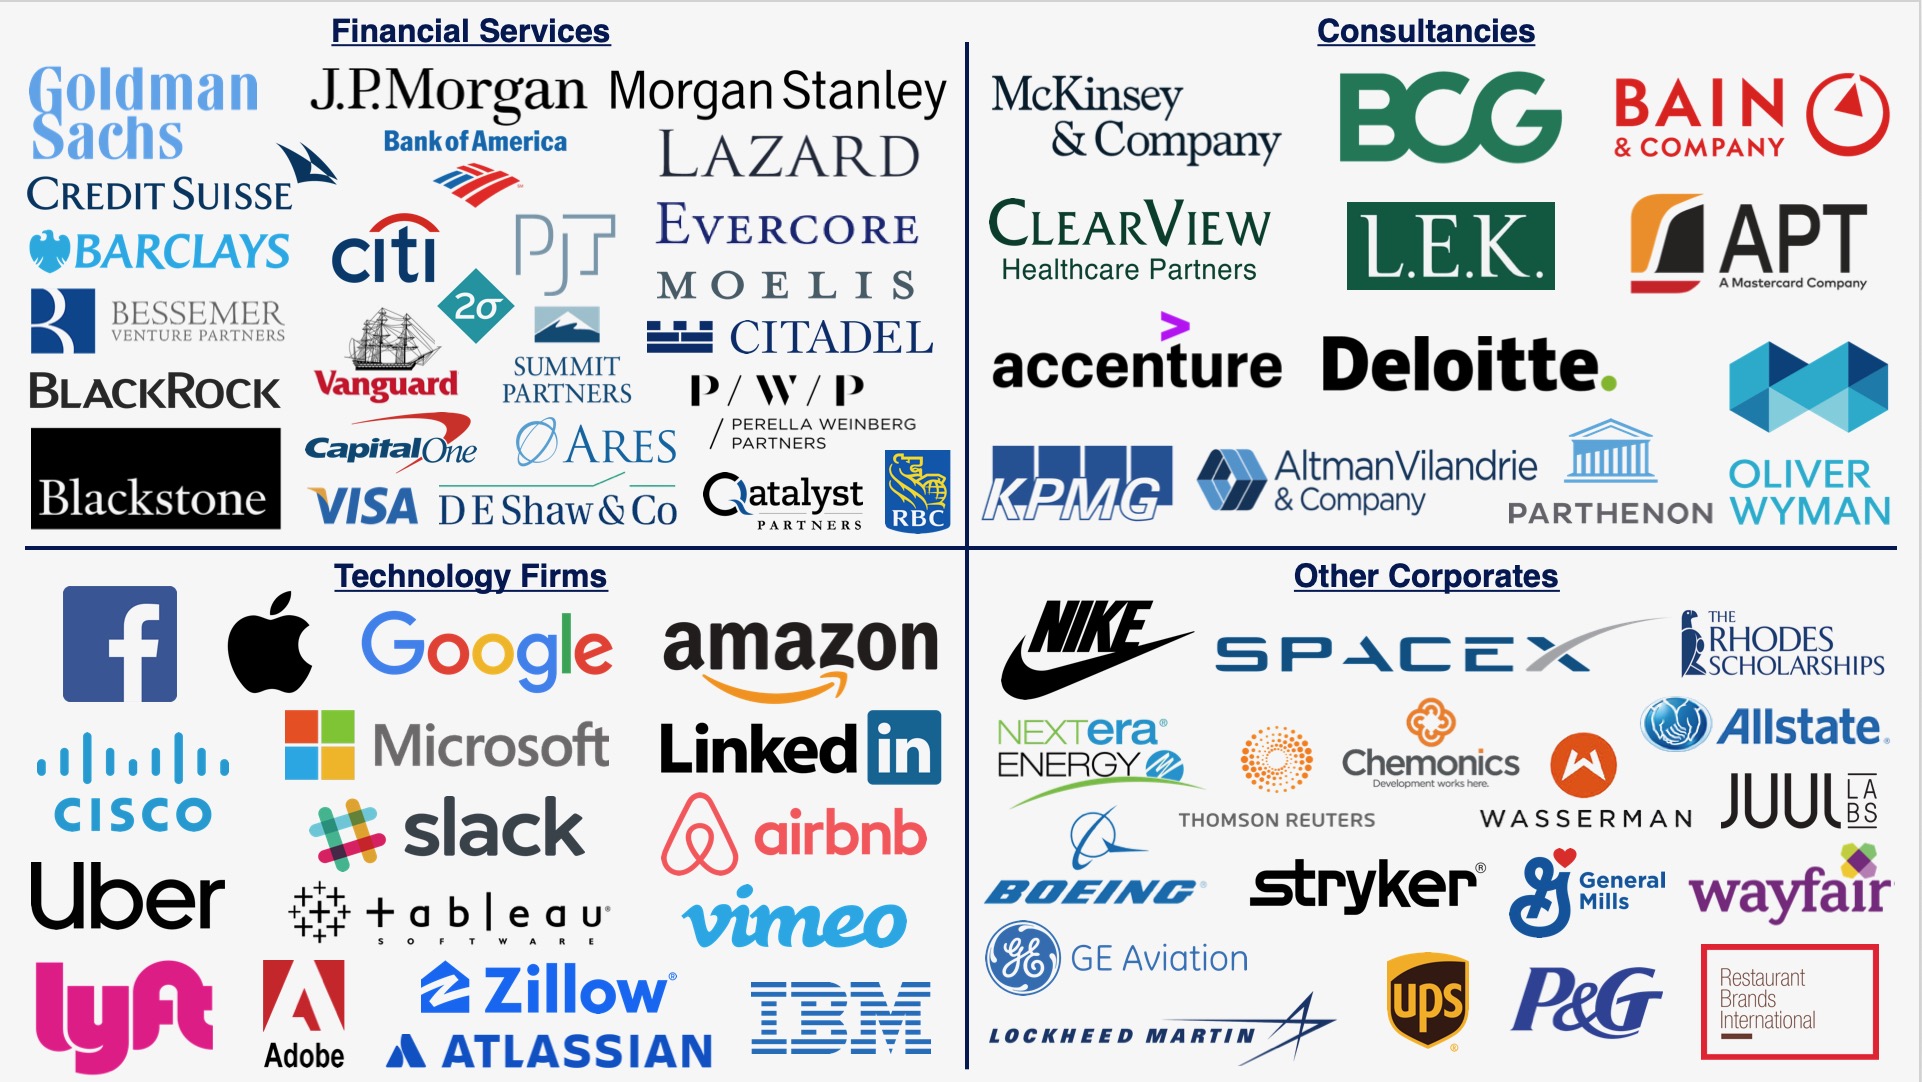 Financial Services
Goldman
Sachs
J.P.Morgan
Morgan Stanley
Bank of America
LAZARD
CREDIT SUISSE
EVERCORE
BARCLAYS
citi
PJT
MOELIS
2σ
BESSEMER
VENTURE PARTNERS
CITADEL
SUMMIT
PARTNERS
Vanguard
BLACKROCK
P/W/P
PERELLA WEINBERG
PARTNERS
Capital One
ARES
Blackstone
VISA
D E Shaw & Co
Qatalyst
PARTNERS
RBC
Consultancies
McKinsey
& Company
BCG
BAIN
& COMPANY
CLEARVIEW
Healthcare Partners
L.E.K.
APT
A Mastercard Company
accenture
Deloitte.
KPMG
AltmanVilandrie
& Company
PARTHENON
OLIVER
WYMAN
Technology Firms
f
Google
amazon
CISCO
Microsoft
Linked in
slack
airbnb
Uber
+ableau
SOFTWARE
vimeo
lyft
Adobe
Zillow®
ATLASSIAN
IBM
Other Corporates
NIKE
SPACEX
THE
RHODES
SCHOLARSHIPS
NEXTera®
ENERGY
THOMSON REUTERS
Chemonics
Development works here.
WASSERMAN
Allstate®
JUUL LABS
BOEING®
stryker®
General
Mills
wayfair
GE GE Aviation
LOCKHEED MARTIN
ups®
P&G
Restaurant
Brands
International